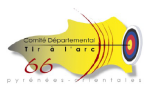 Comité Départemental
Tir à l'arc
66
pyrénées-orientales